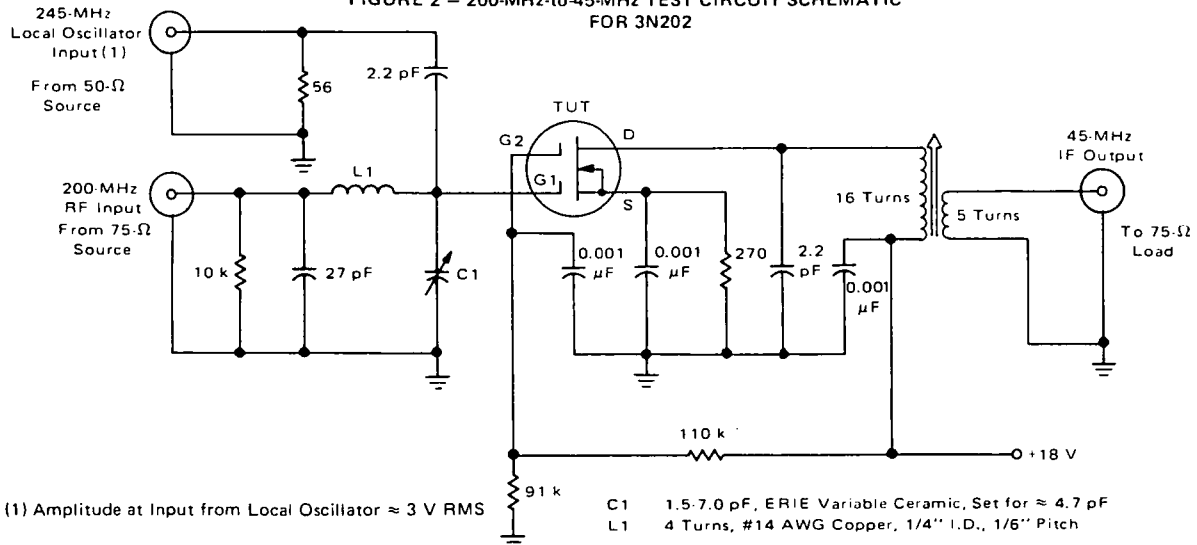 FIGURE 2 – 200-MHz-to-45-MHz TEST CIRCUIT SCHEMATIC
FOR 3N202
245-MHz
Local Oscillator
Input (1)
From 50-Ω
Source
56
2.2 pF
TUT
G2
D
G1
S
L1
200-MHz
RF Input
From 75-Ω
Source
10 k
27 pF
C1
0.001
µF
0.001
µF
270
2.2
pF
0.001
µF
16 Turns
5 Turns
45-MHz
IF Output
To 75-Ω
Load
110 k
+18 V
91 k
(1) Amplitude at Input from Local Oscillator ≈ 3 V RMS
C1 1.5-7.0 pF, ERIE Variable Ceramic, Set for ≈ 4.7 pF
L1 4 Turns, #14 AWG Copper, 1/4" I.D., 1/6" Pitch